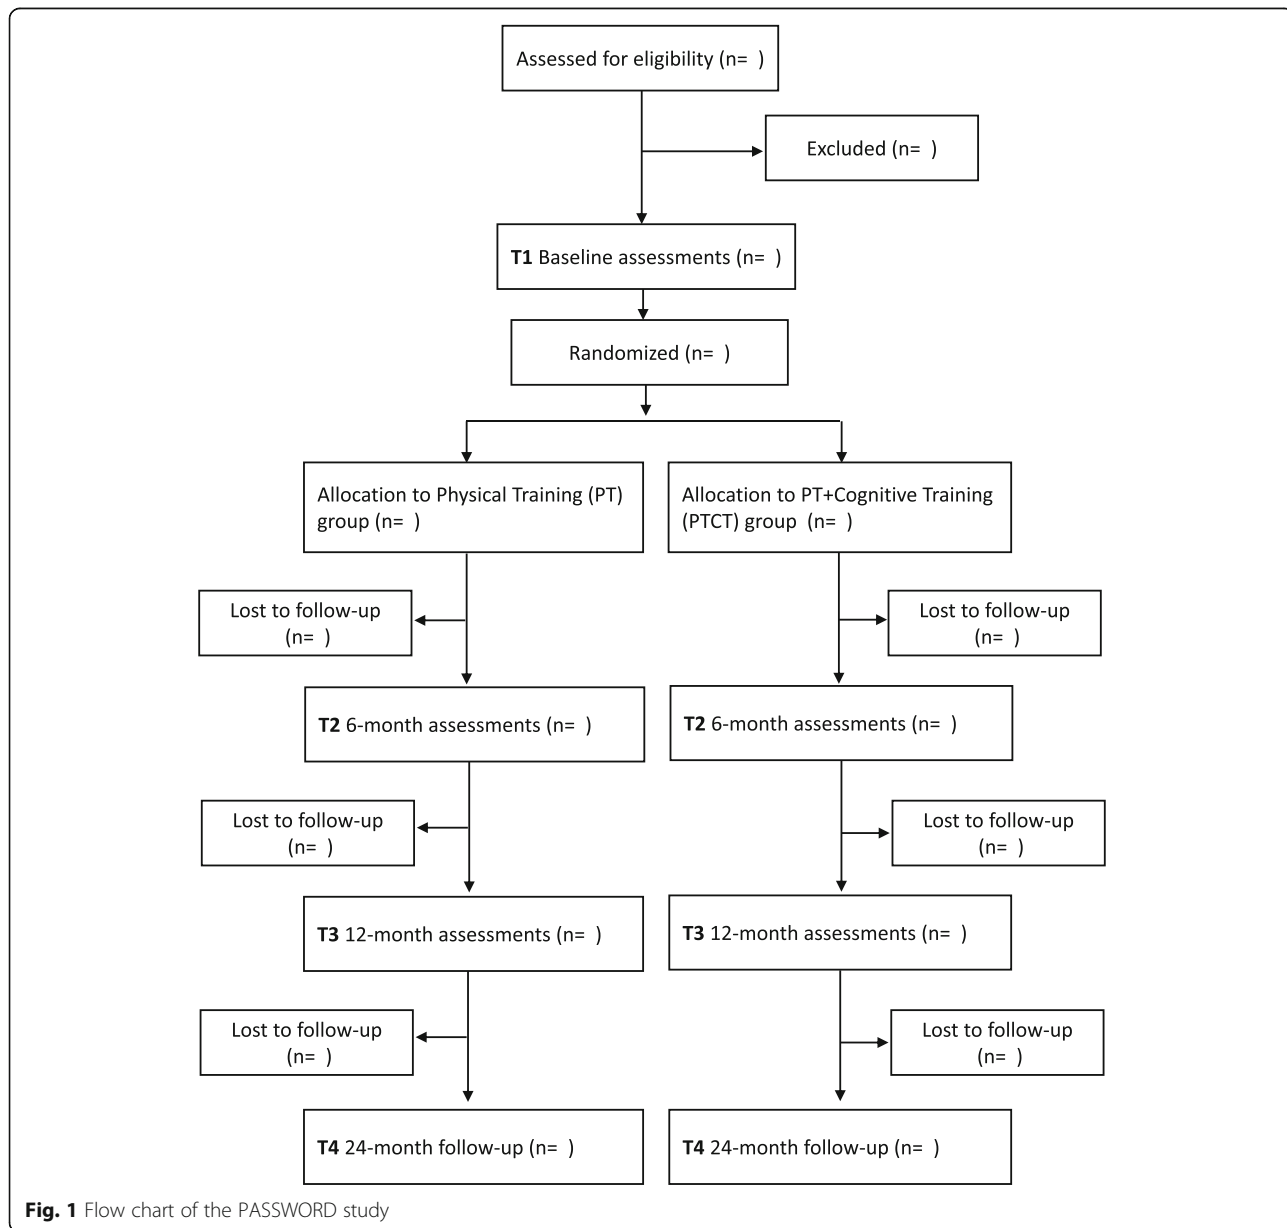 Assessed for eligibility (n=  )
Excluded (n=  )
T1 Baseline assessments (n=  )
Randomized (n=  )
Allocation to Physical Training (PT)
group (n=  )
Allocation to PT+Cognitive Training
(PTCT) group  (n=  )
Lost to follow-up
(n=  )
Lost to follow-up
(n=  )
T2 6-month assessments (n=  )
T2 6-month assessments (n=  )
Lost to follow-up
(n=  )
Lost to follow-up
(n=  )
T3 12-month assessments (n=  )
T3 12-month assessments (n=  )
Lost to follow-up
(n=  )
Lost to follow-up
(n=  )
T4 24-month follow-up (n=  )
T4 24-month follow-up (n=  )
Fig. 1 Flow chart of the PASSWORD study